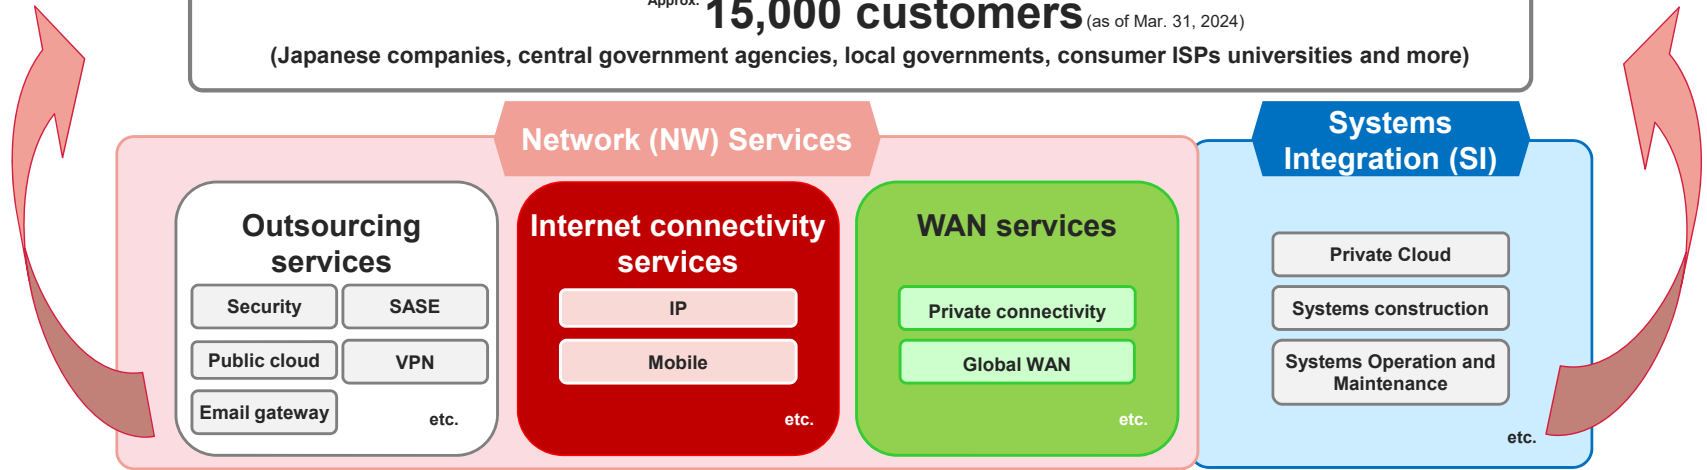 Approx. 15,000 customers (as of Mar. 31, 2024)
(Japanese companies, central government agencies, local governments, consumer ISPs universities and more)
Network (NW) Services
Systems
Integration (SI)
Outsourcing
services
Security
SASE
Public cloud
VPN
Email gateway
etc.
Internet connectivity
services
IP
Mobile
etc.
WAN services
Private connectivity
Global WAN
etc.
Private Cloud
Systems construction
Systems Operation and
Maintenance
etc.